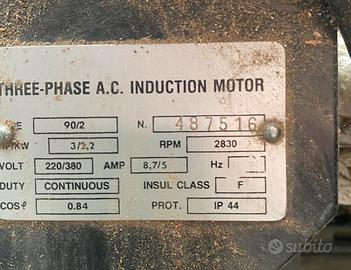 THREE-PHASE A.C. INDUCTION MOTOR
90/2 N. 487516
KW 3/2,2 RPM 2830
VOLT 220/380 AMP 8,7/5 Hz
DUTY CONTINUOUS INSUL CLASS F
COSφ 0.84 PROT. IP 44
subito